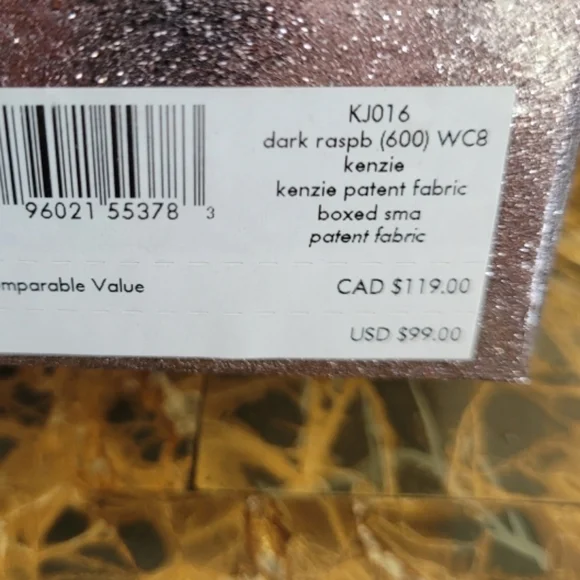 KJ016
dark raspb (600) WC8
kenzie
kenzie patent fabric
boxed sma
patent fabric
96021 55378 3
mparable Value
CAD $119.00
USD $99.00